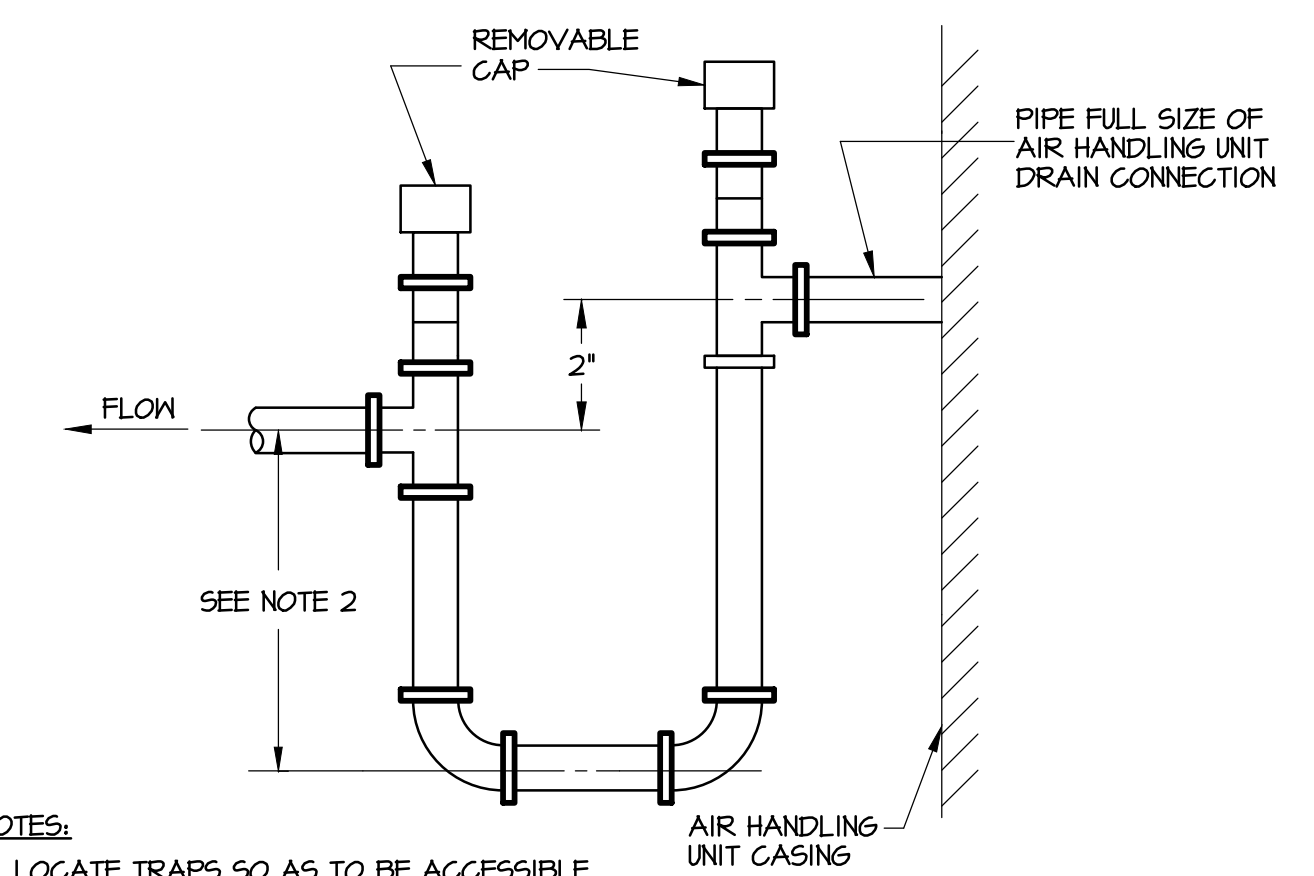 REMOVABLE
CAP
PIPE FULL SIZE OF
AIR HANDLING UNIT
DRAIN CONNECTION
2"
FLOW
SEE NOTE 2
AIR HANDLING
UNIT CASING
OTES:
LOCATE TRAPS SO AS TO BE ACCESSIBLE